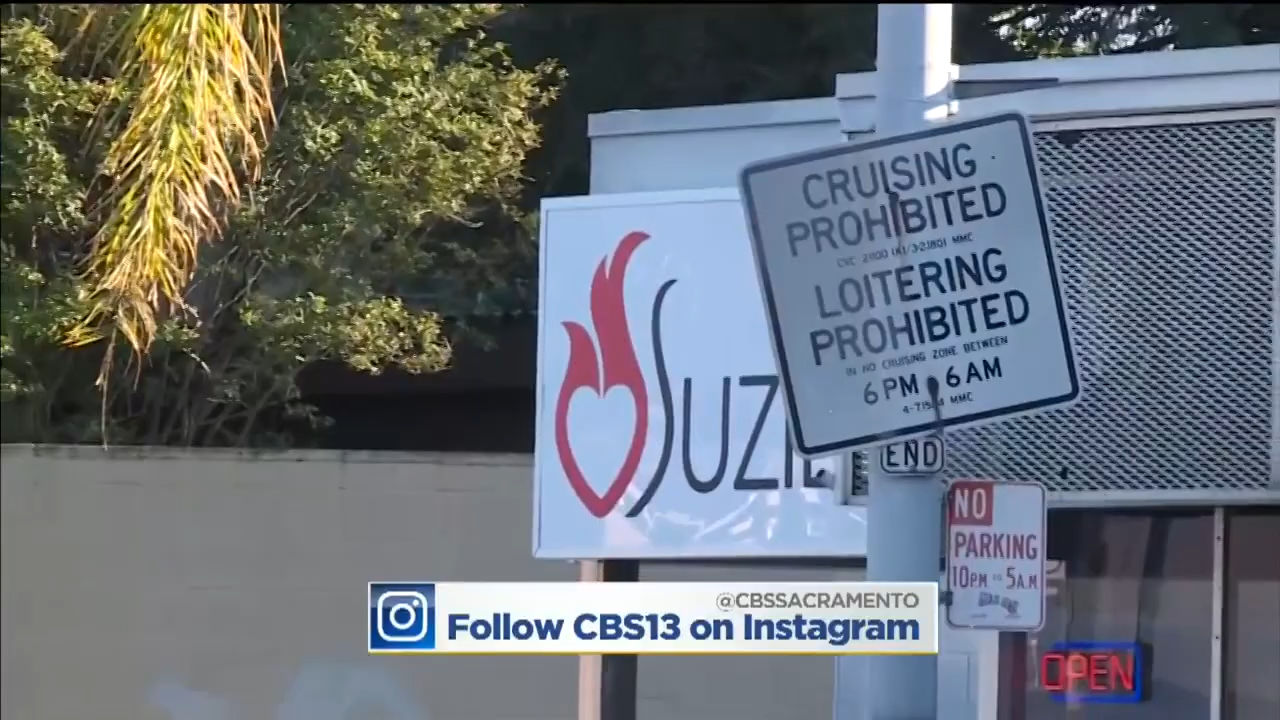 CRUISING
PROHIBITED
LOITERING
PROHIBITED
IN NO CRUISING ZONE BETWEEN
6 PM 6 AM
SUZIE
END
NO
PARKING
10PM TO 5AM
@CBSSACRAMENTO
Follow CBS13 on Instagram
OPEN